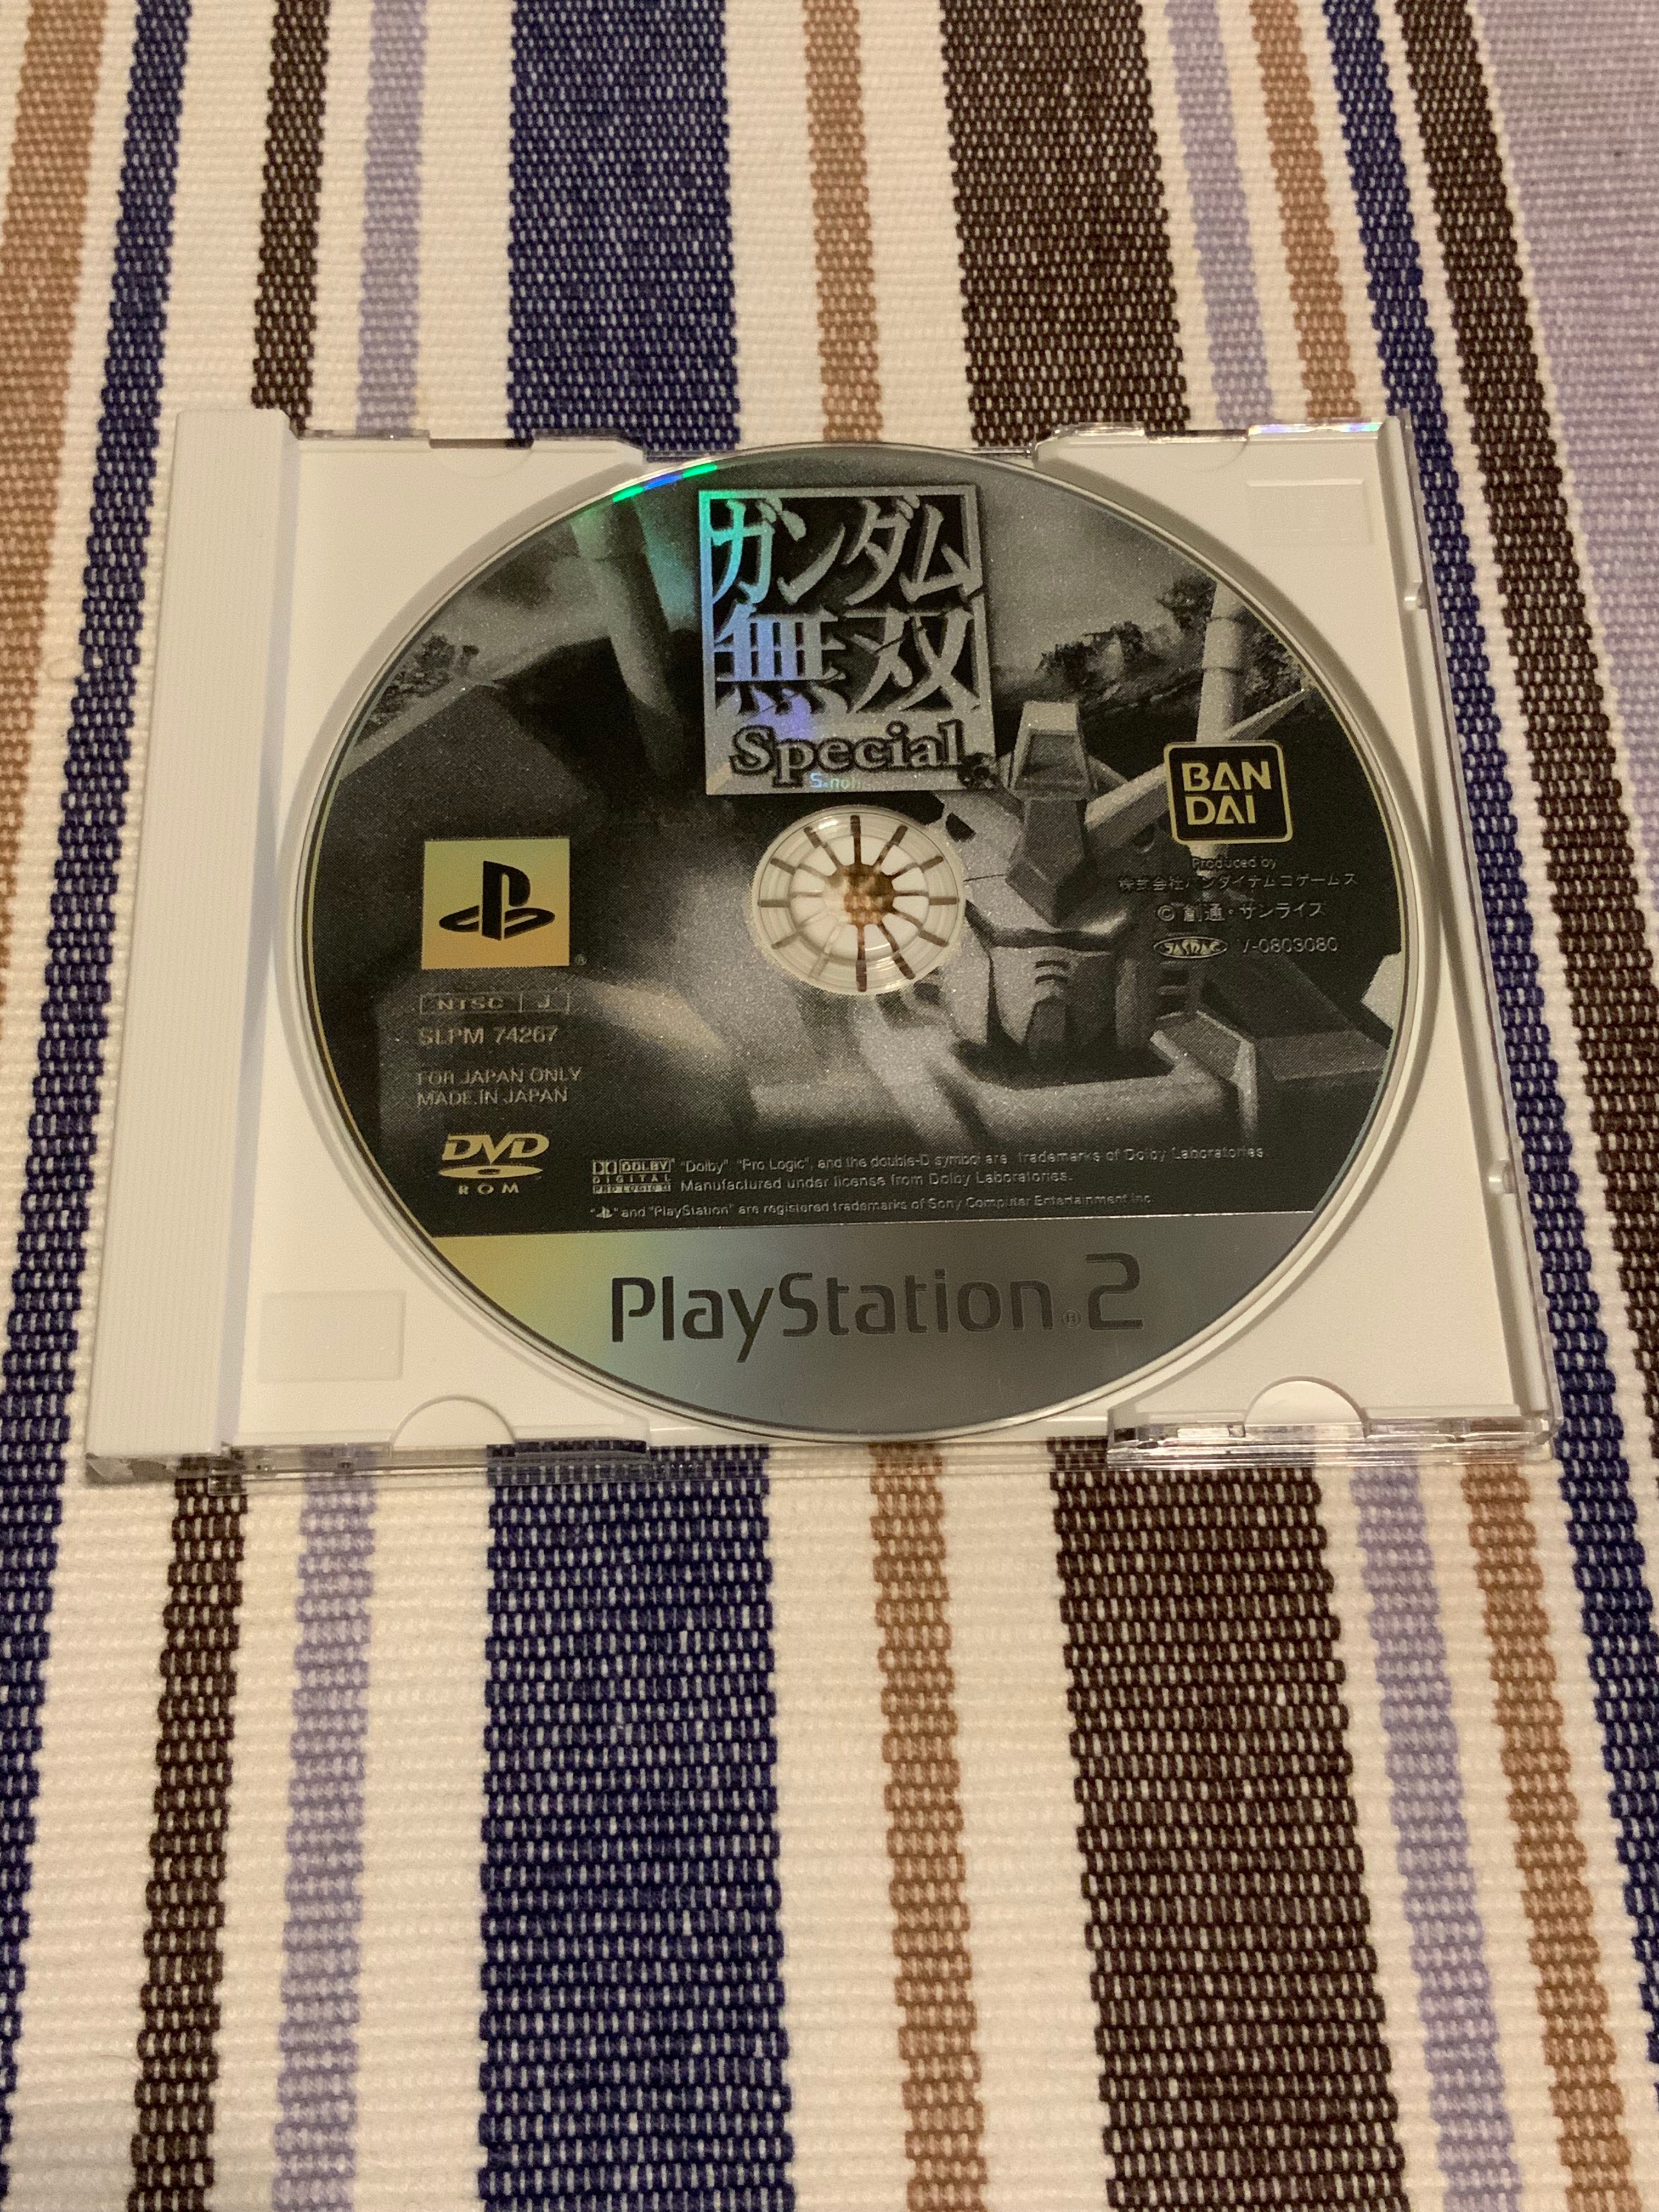 ガンダム
無双
Special
BAN
DAI
Produced by
株式会社バンダイナムコゲームス
© 創通・サンライズ
JASRAC V-0803080
NTSC J
SLPM 74267
FOR JAPAN ONLY
MADE IN JAPAN
DVD
ROM
DOLBY
DIGITAL
PRO LOGIC II
"Dolby", "Pro Logic", and the double-D symbol are trademarks of Dolby Laboratories
Manufactured under license from Dolby Laboratories.
" " and "PlayStation" are registered trademarks of Sony Computer Entertainment Inc.
PlayStation®2